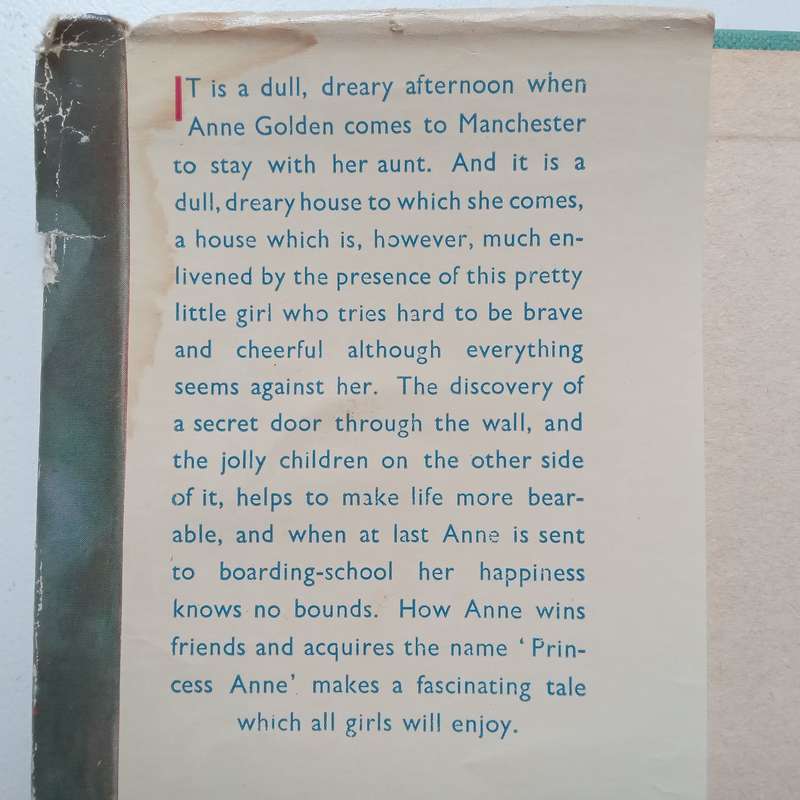 IT is a dull, dreary afternoon when
Anne Golden comes to Manchester
to stay with her aunt. And it is a
dull, dreary house to which she comes,
a house which is, however, much en-
livened by the presence of this pretty
little girl who tries hard to be brave
and cheerful although everything
seems against her. The discovery of
a secret door through the wall, and
the jolly children on the other side
of it, helps to make life more bear-
able, and when at last Anne is sent
to boarding-school her happiness
knows no bounds. How Anne wins
friends and acquires the name ‘Prin-
cess Anne’ makes a fascinating tale
which all girls will enjoy.